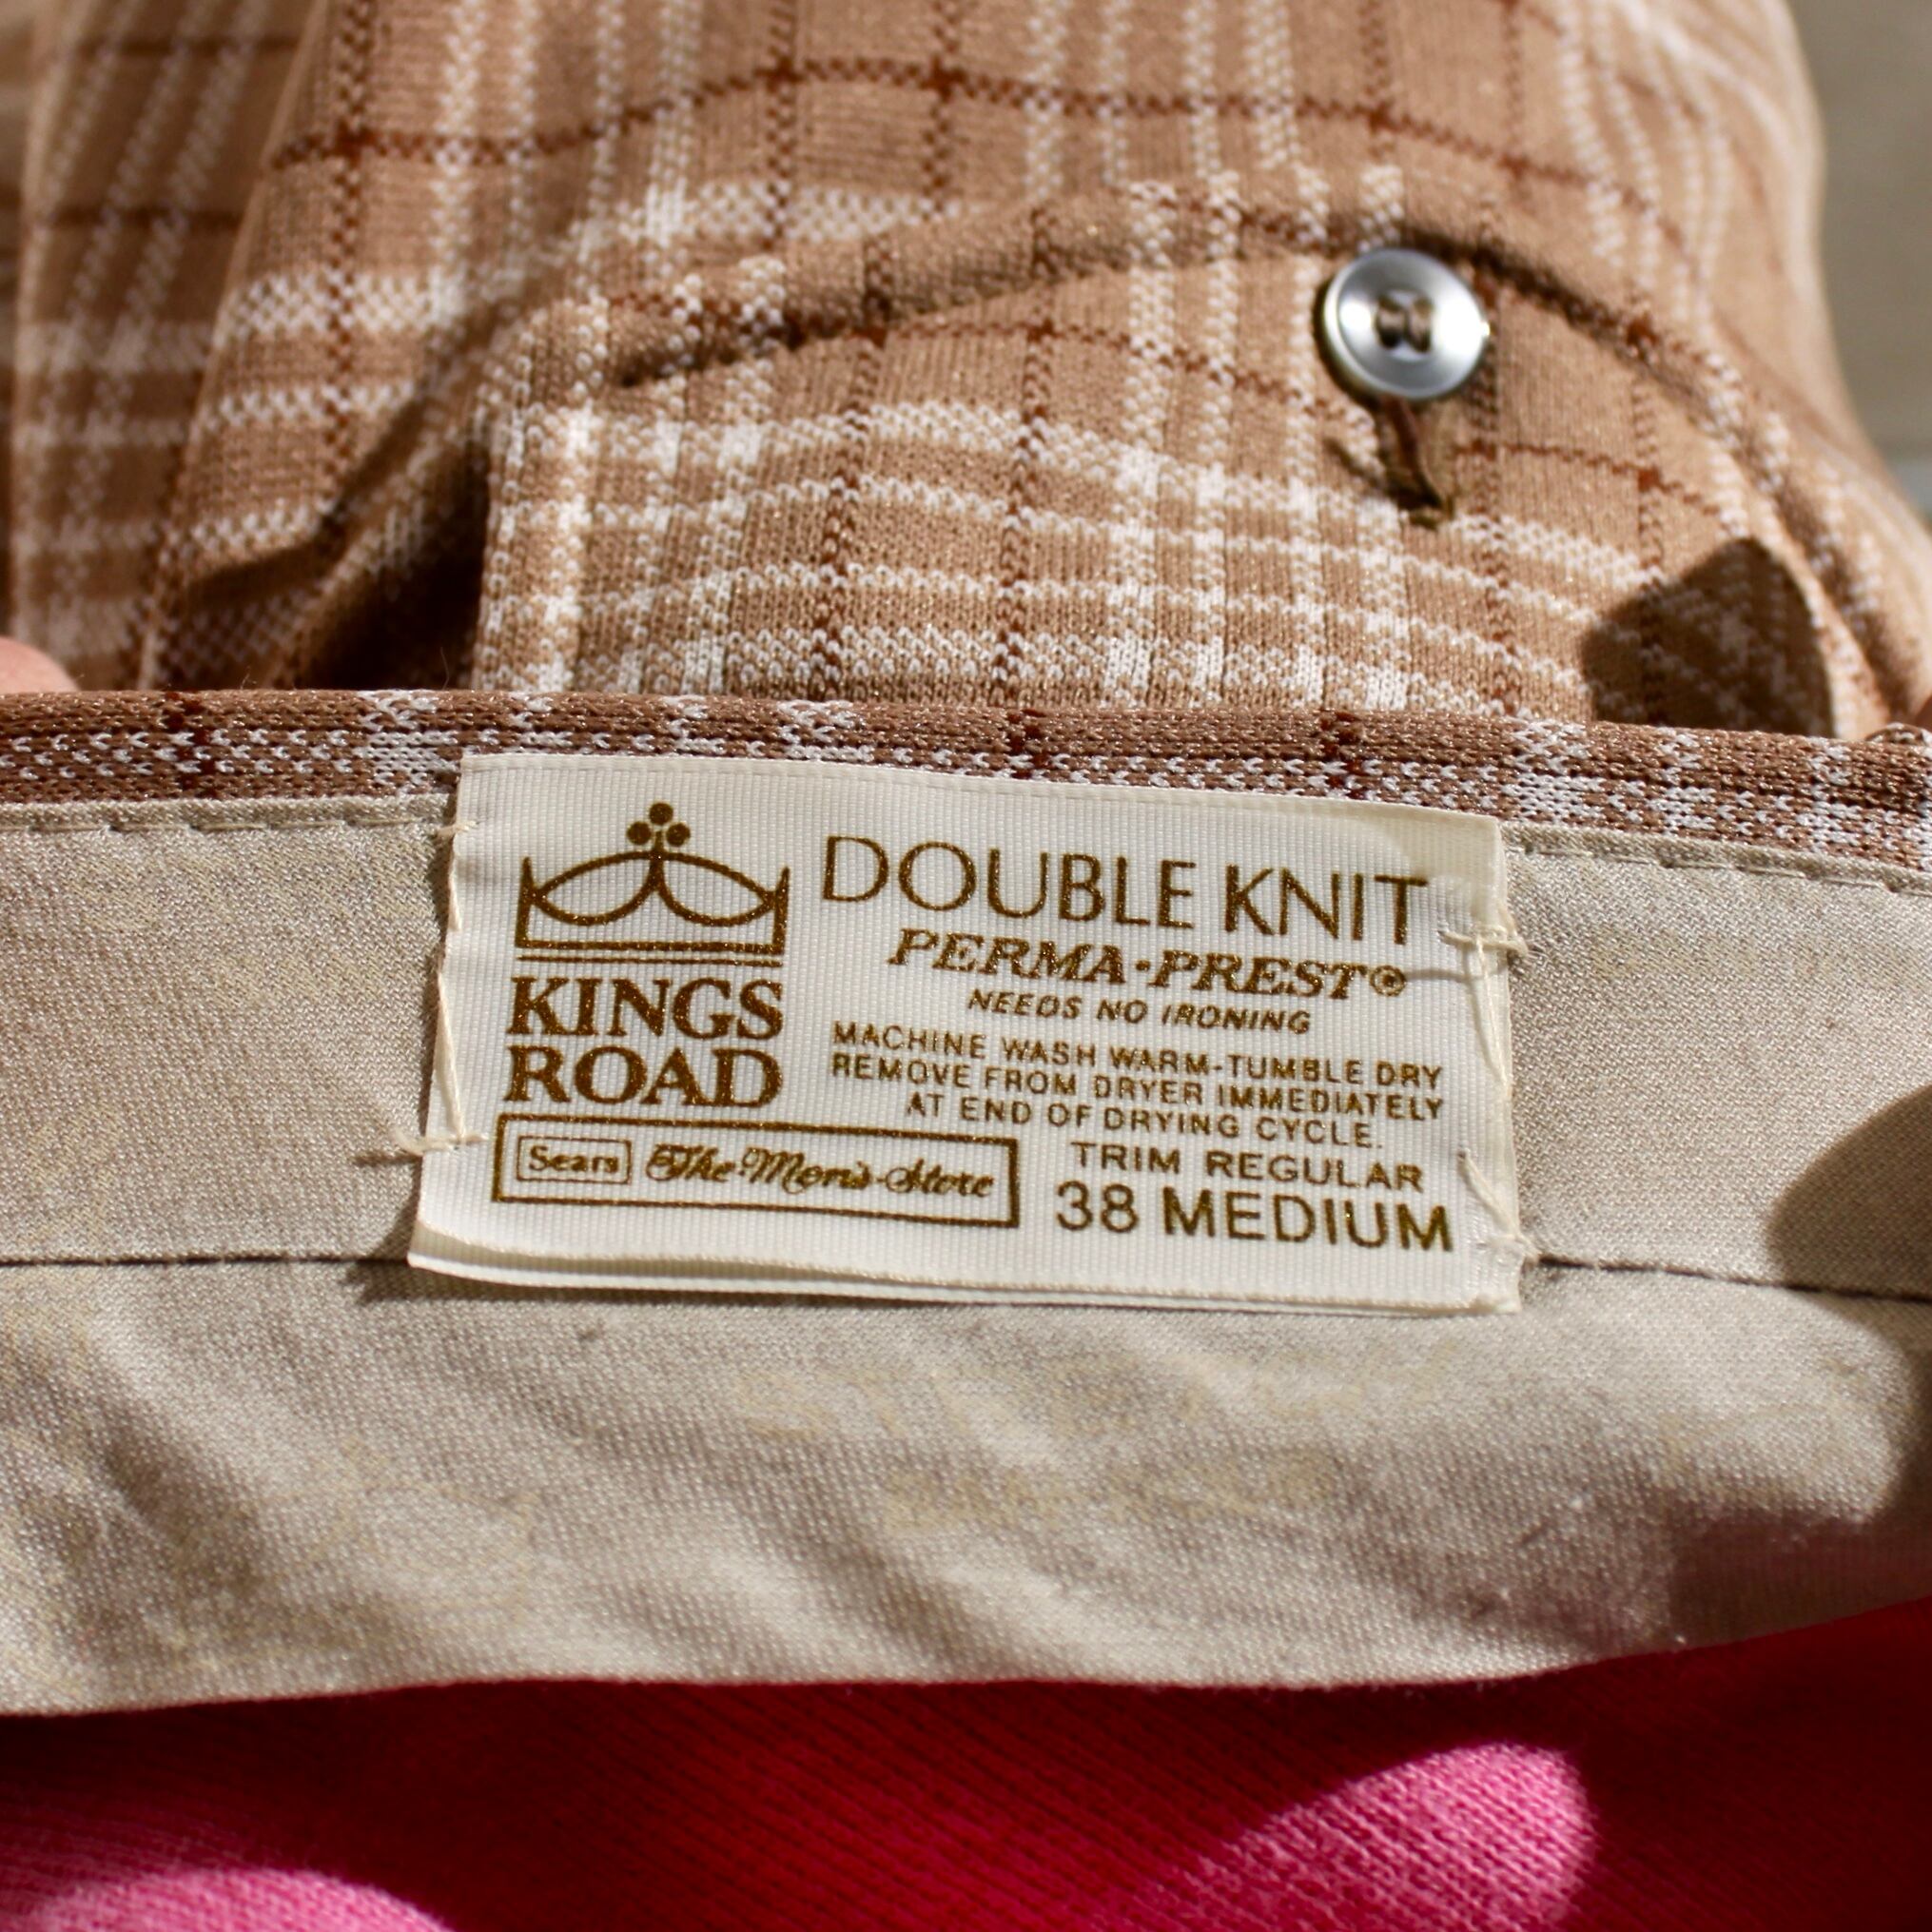 DOUBLE KNIT
PERMA-PREST®
NEEDS NO IRONING
MACHINE WASH WARM-TUMBLE DRY
REMOVE FROM DRYER IMMEDIATELY
AT END OF DRYING CYCLE.
KINGS
ROAD
Sears The Men's Store
TRIM REGULAR
38 MEDIUM